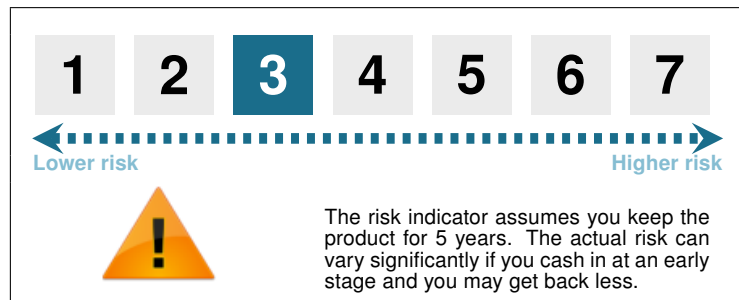 1 2 3 4 5 6 7
Lower risk Higher risk
!
The risk indicator assumes you keep the
product for 5 years. The actual risk can
vary significantly if you cash in at an early
stage and you may get back less.